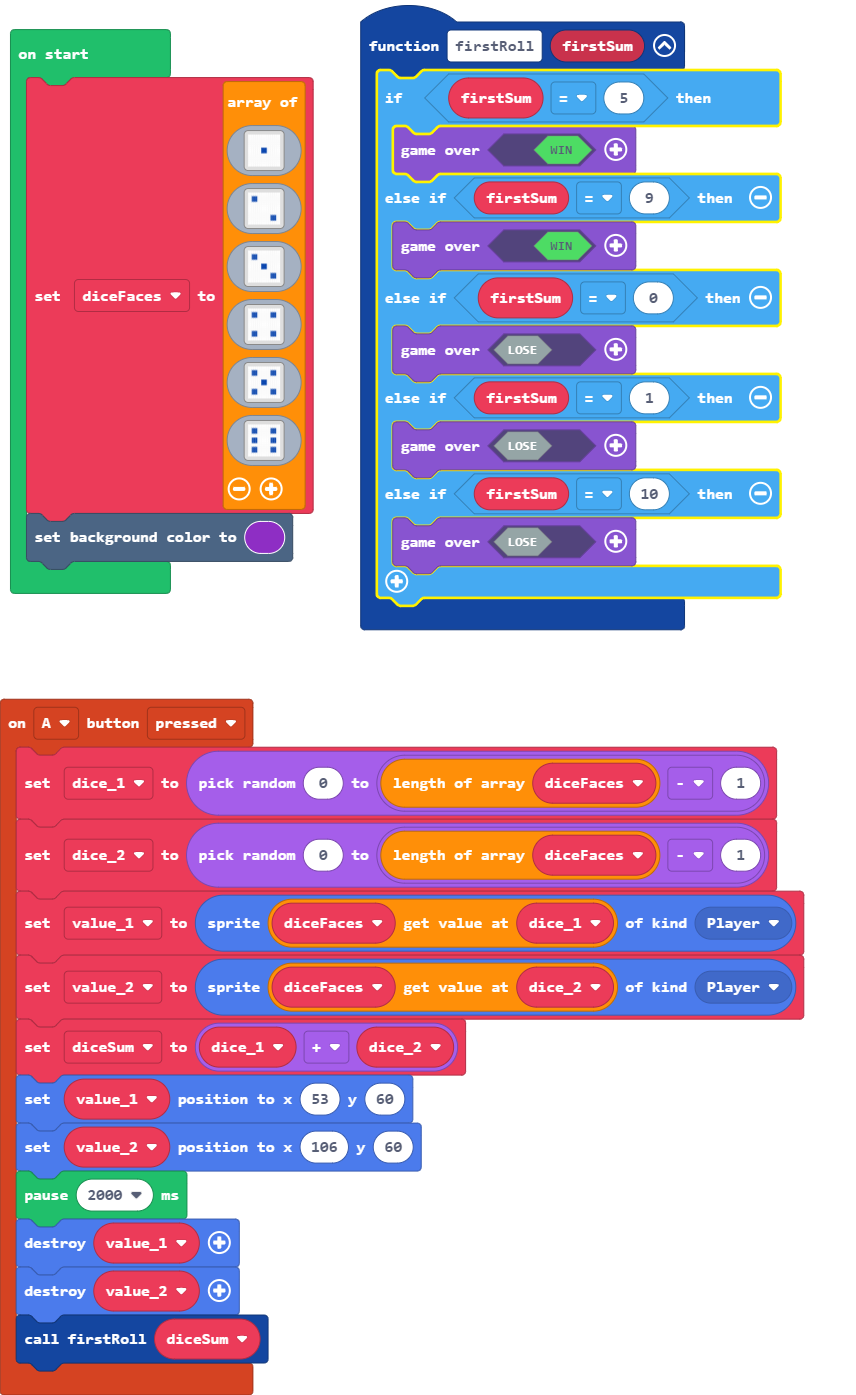 on start
set diceFaces to array of
set background color to
function firstRoll firstSum
if firstSum = 5 then
game over WIN
else if firstSum = 9 then
game over WIN
else if firstSum = 0 then
game over LOSE
else if firstSum = 1 then
game over LOSE
else if firstSum = 10 then
game over LOSE
on A button pressed
set dice_1 to pick random 0 to length of array diceFaces - 1
set dice_2 to pick random 0 to length of array diceFaces - 1
set value_1 to sprite diceFaces get value at dice_1 of kind Player
set value_2 to sprite diceFaces get value at dice_2 of kind Player
set diceSum to dice_1 + dice_2
set value_1 position to x 53 y 60
set value_2 position to x 106 y 60
pause 2000 ms
destroy value_1
destroy value_2
call firstRoll diceSum